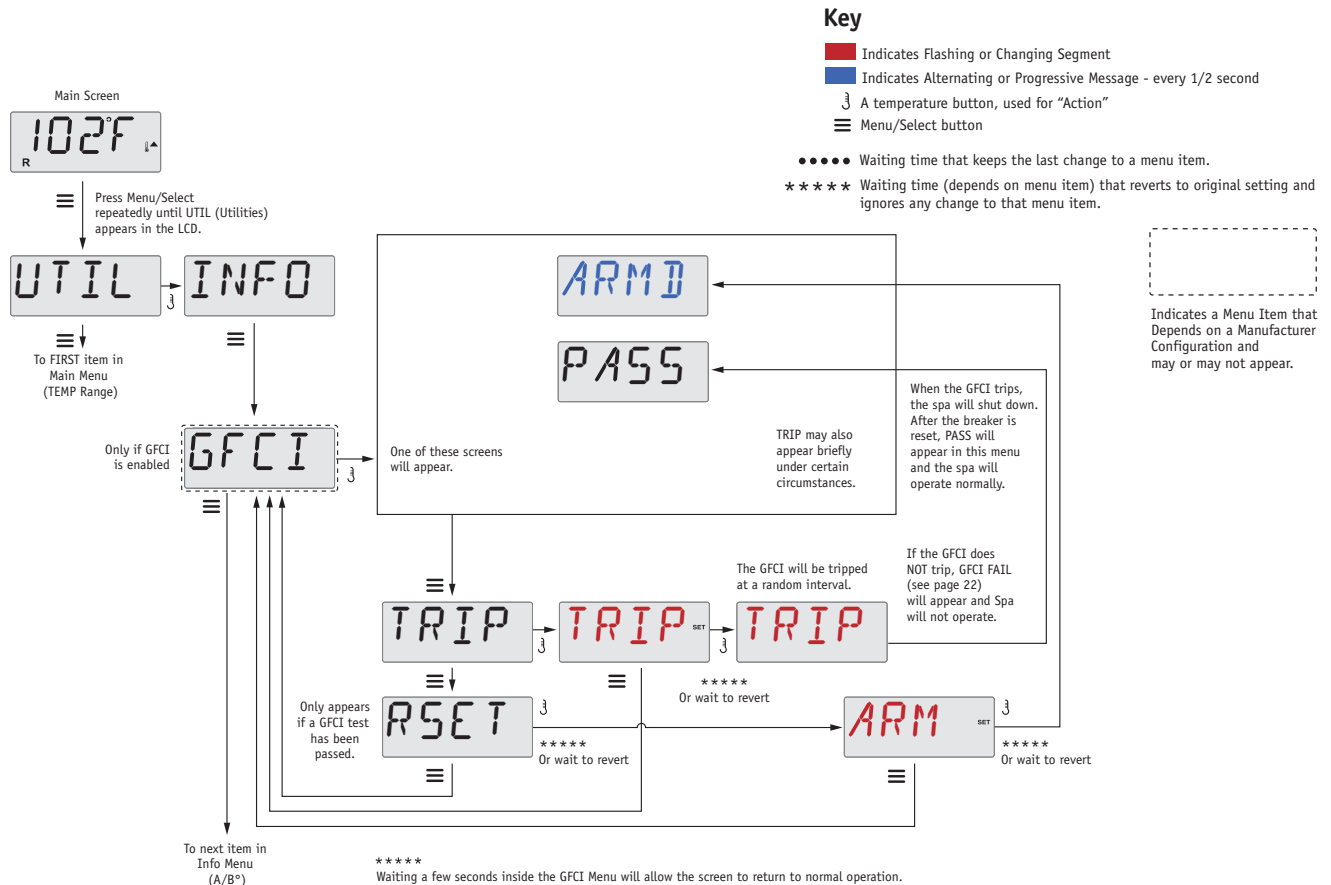 Key
Indicates Flashing or Changing Segment
Indicates Alternating or Progressive Message - every 1/2 second
A temperature button, used for “Action”
Menu/Select button
••••• Waiting time that keeps the last change to a menu item.
***** Waiting time (depends on menu item) that reverts to original setting and
ignores any change to that menu item.
Indicates a Menu Item that
Depends on a Manufacturer
Configuration and
may or may not appear.
Main Screen
102°F
R
Press Menu/Select
repeatedly until UTIL (Utilities)
appears in the LCD.
UTIL
INFO
To FIRST item in
Main Menu
(TEMP Range)
Only if GFCI
is enabled
GFCI
One of these screens
will appear.
ARMD
PASS
TRIP may also
appear briefly
under certain
circumstances.
When the GFCI trips,
the spa will shut down.
After the breaker is
reset, PASS will
appear in this menu
and the spa will
operate normally.
If the GFCI does
NOT trip, GFCI FAIL
(see page 22)
will appear and Spa
will not operate.
The GFCI will be tripped
at a random interval.
TRIP
TRIP SET
TRIP
*****
Or wait to revert
Only appears
if a GFCI test
has been
passed.
RSET
*****
Or wait to revert
ARM SET
*****
Or wait to revert
To next item in
Info Menu
(A/B°)
*****
Waiting a few seconds inside the GFCI Menu will allow the screen to return to normal operation.